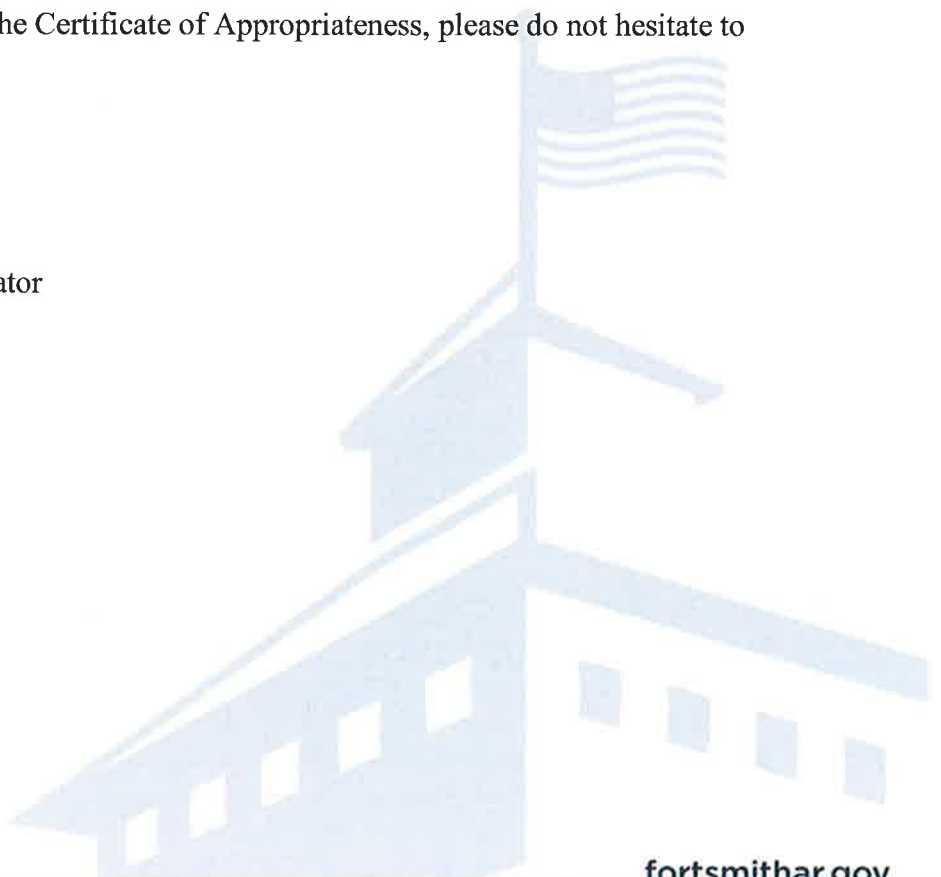 he Certificate of Appropriateness, please do not hesitate to
ator
fortsmithar.gov